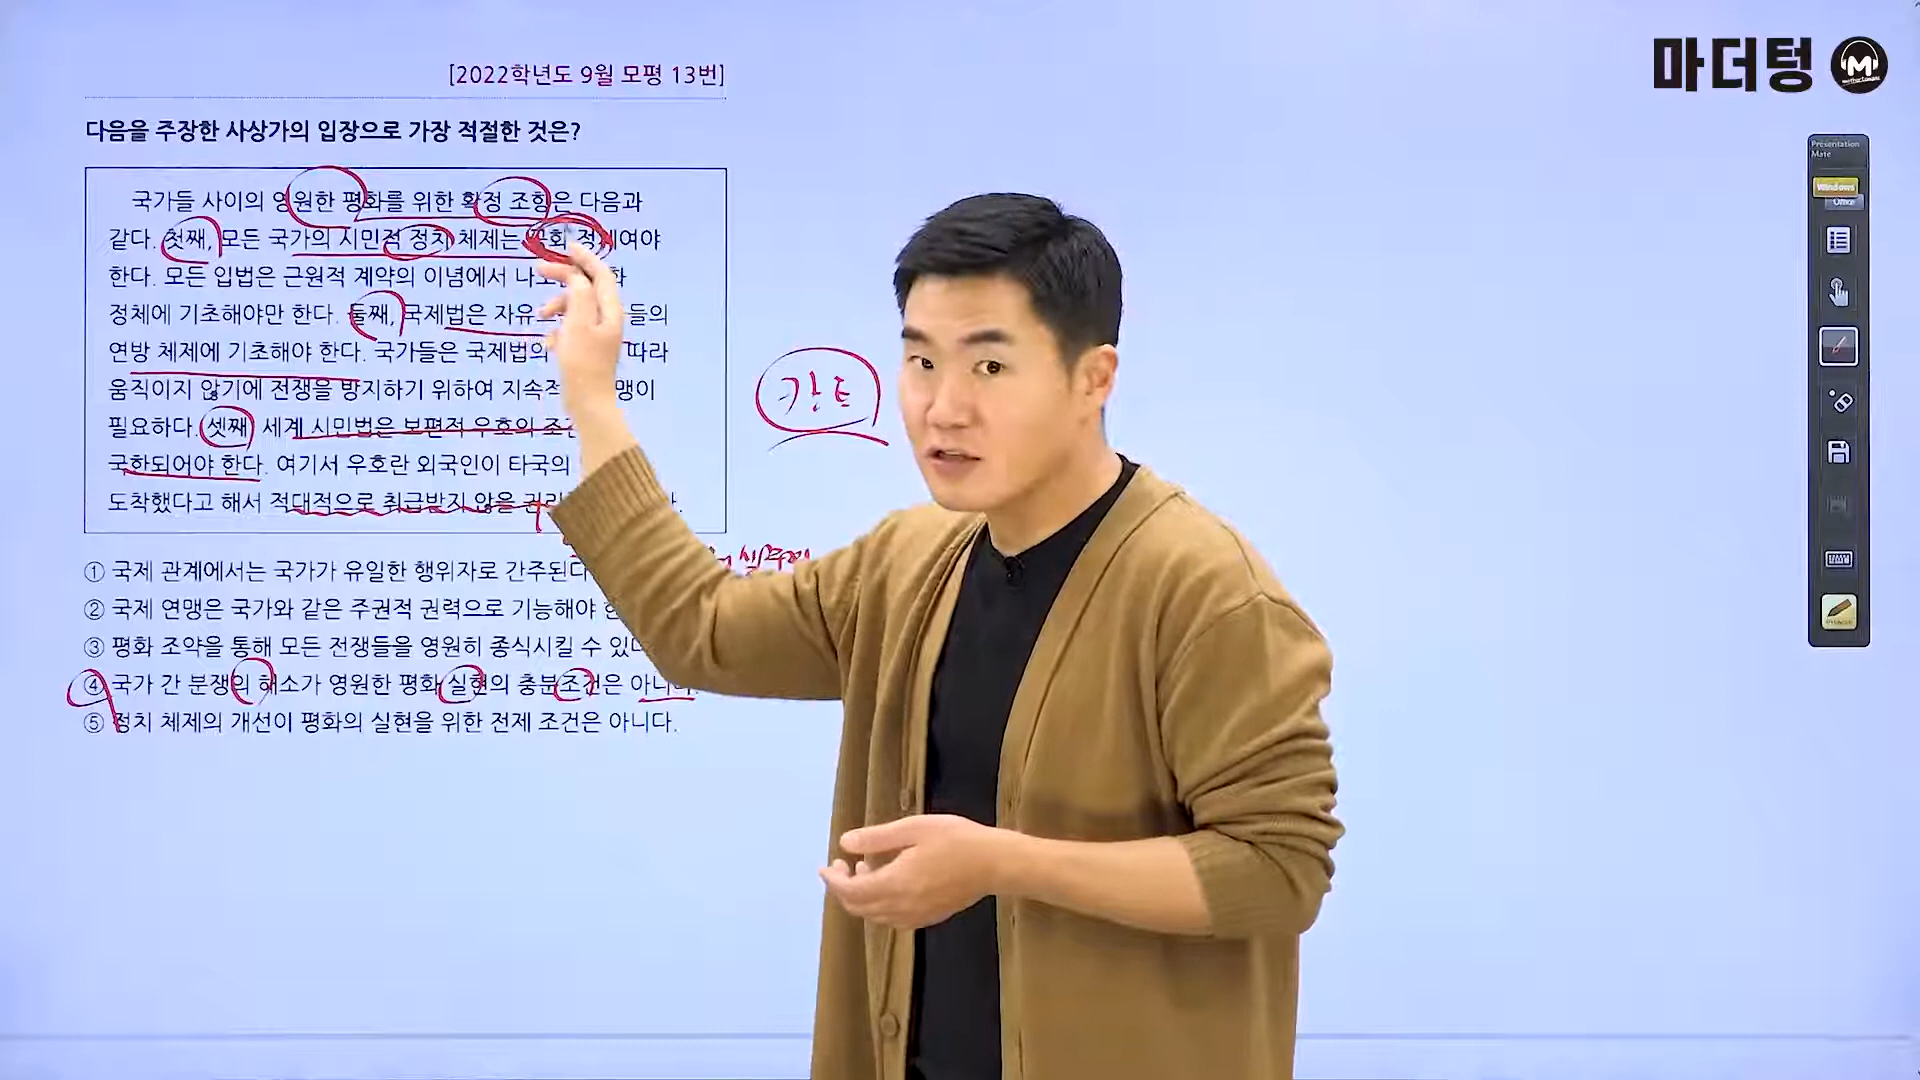 마더텅
M
[2022학년도 9월 모평 13번]
다음을 주장한 사상가의 입장으로 가장 적절한 것은?
국가들 사이의 영원한 평화를 위한 확정 조항은 다음과
같다. 첫째, 모든 국가의 시민적 정치 체제는 공화 정체여야
한다. 모든 입법은 근원적 계약의 이념에서
정체에 기초해야만 한다. 둘째, 국제법은 들의
연방 체제에 기초해야 한다. 국가들은 국제법의 따라
움직이지 않기에 전쟁을 방지하기 위하여 지속적
필요하다. 셋째, 세계 시민법은 보편적 우호의
국한되어야 한다. 여기서 우호란 외국인이 타국의
도착했다고 해서 적대적으로 취급받지 않을
① 국제 관계에서는 국가가 유일한 행위자로 간주된다
② 국제 연맹은 국가와 같은 주권적 권력으로 기능해야
③ 평화 조약을 통해 모든 전쟁들을 영원히 종식시킬 수 있다
④ 국가 간 분쟁의 해소가 영원한 평화 실현의 충분조건은 아니다.
⑤ 정치 체제의 개선이 평화의 실현을 위한 전제 조건은 아니다.
칸트
Presentation
Mate
Windows
Office